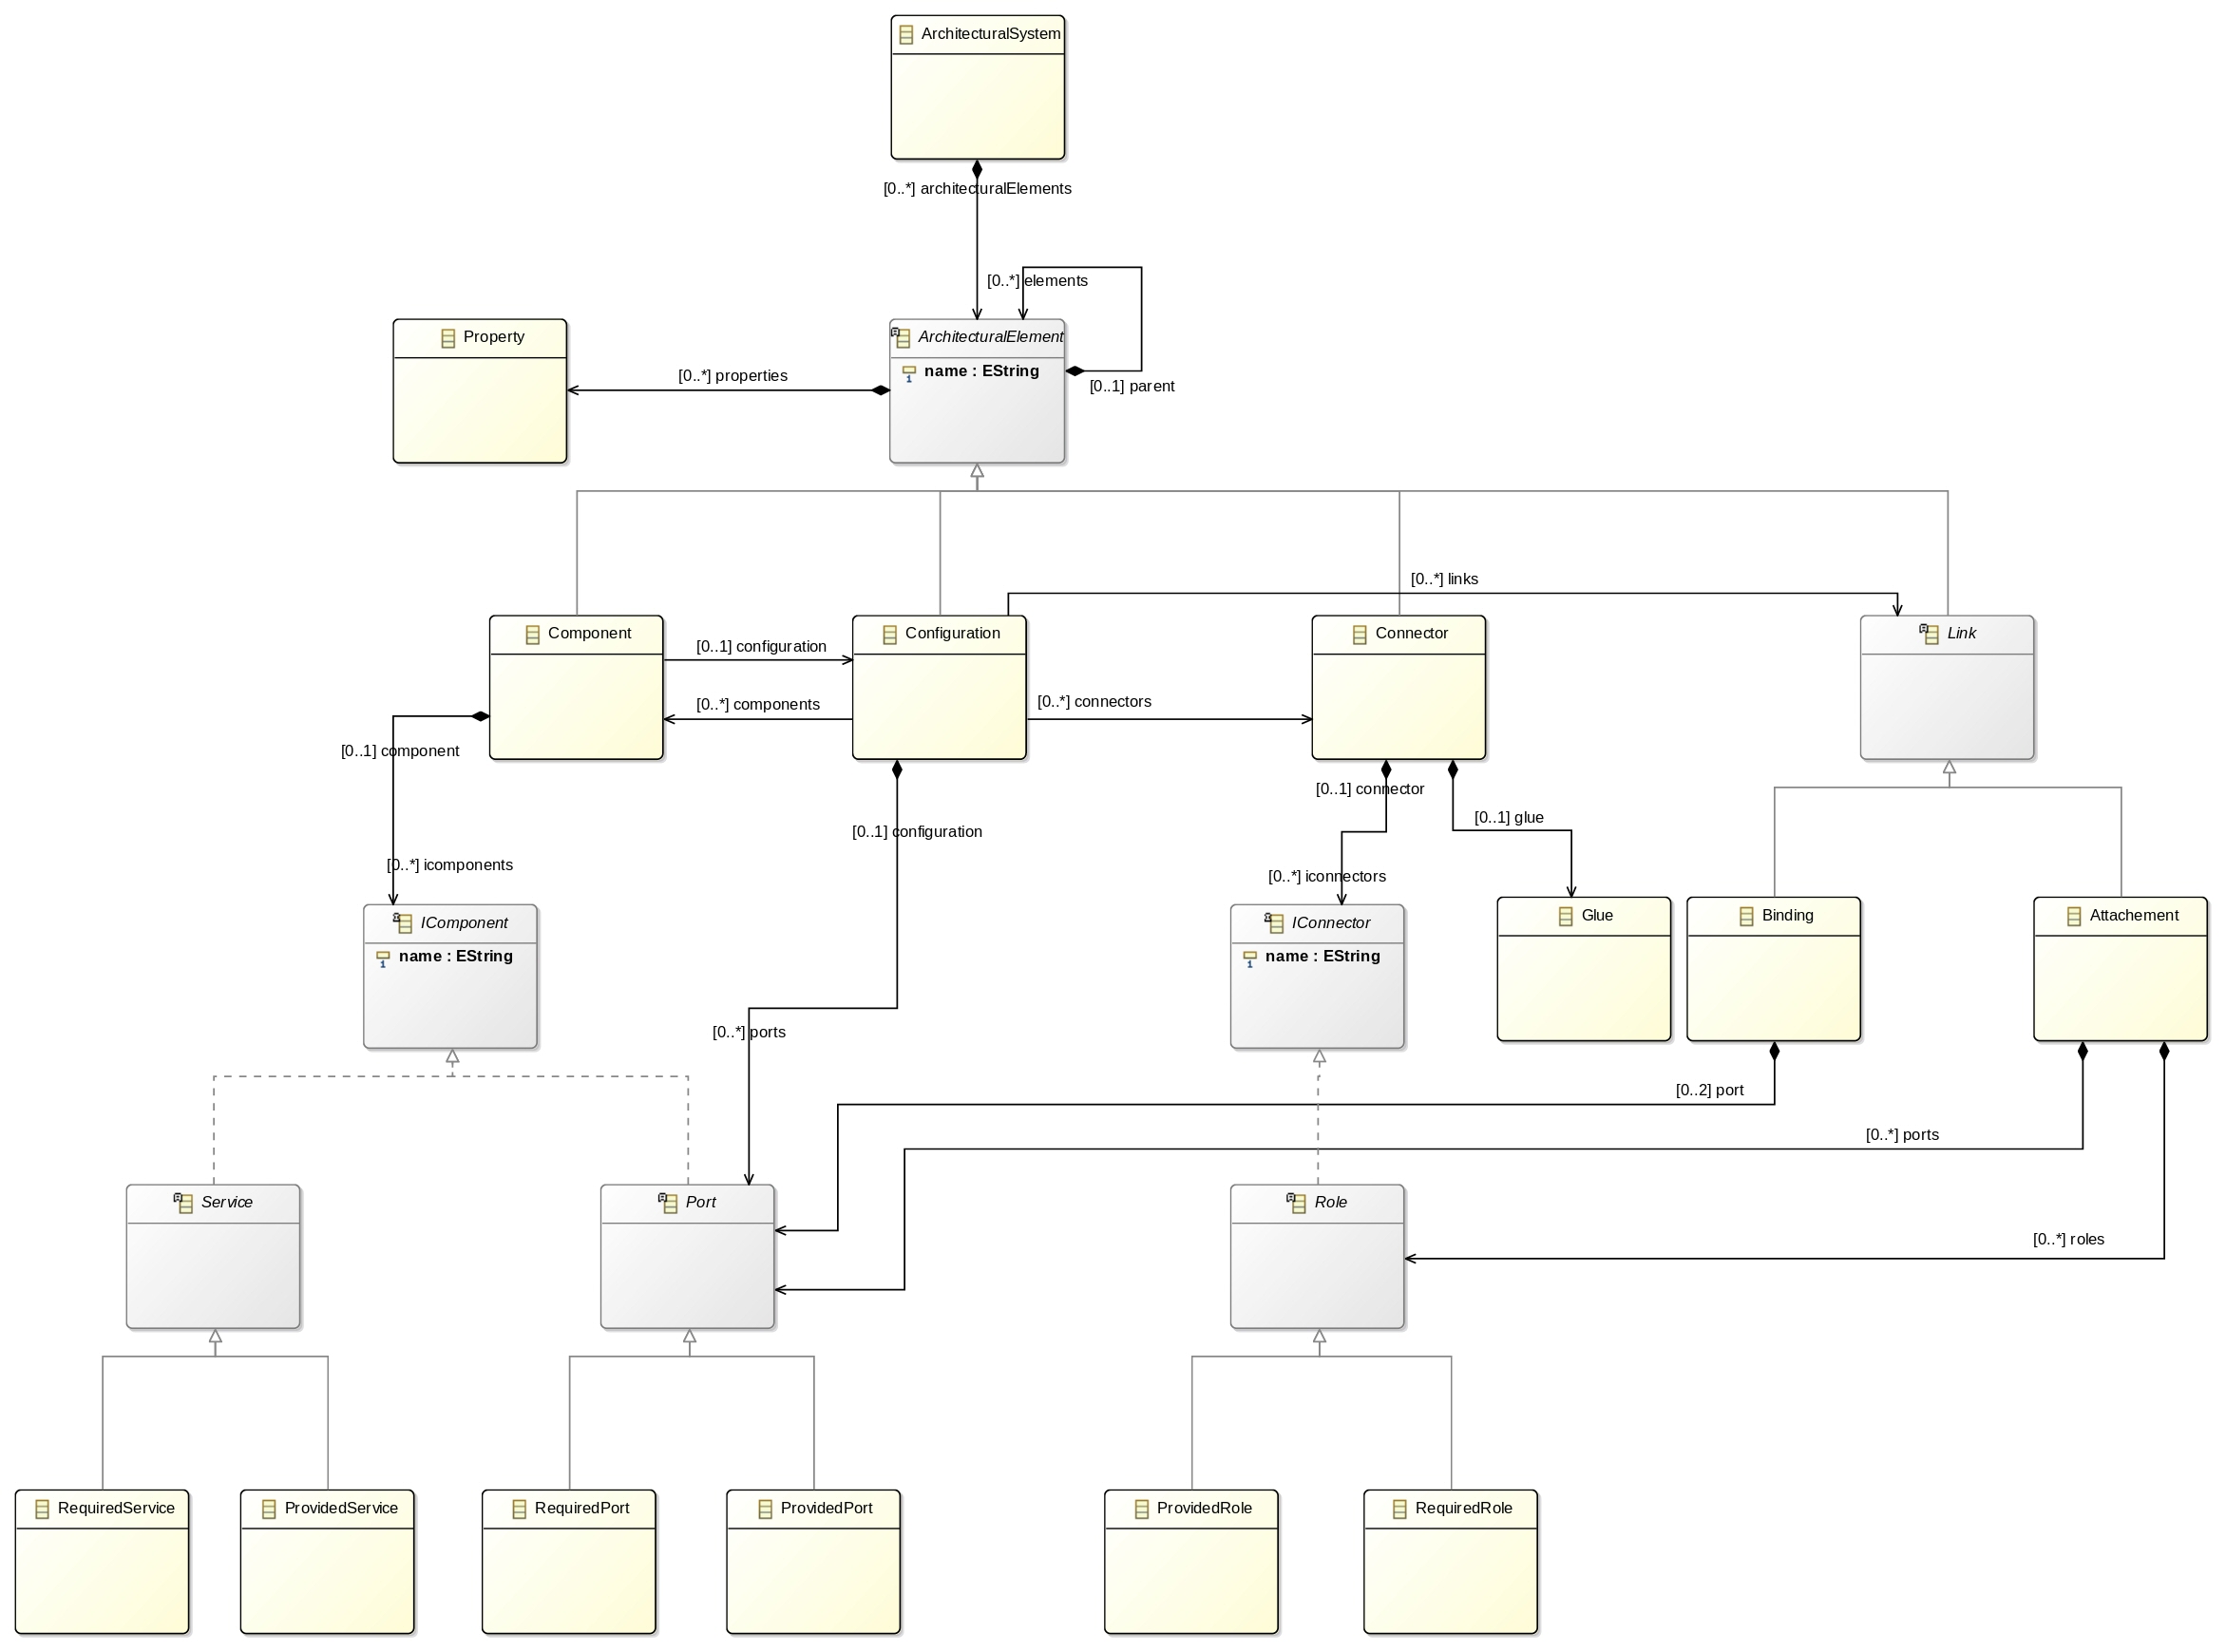 ArchitecturalSystem
[0..*] architecturalElements
[0..*] elements
Property
ArchitecturalElement
name : EString
[0..*] properties
[0..1] parent
[0..*] links
Component
[0..1] configuration
Configuration
Connector
Link
[0..*] components
[0..*] connectors
[0..1] component
[0..1] connector
[0..1] glue
[0..1] configuration
[0..*] icomponents
[0..*] iconnectors
IComponent
name : EString
IConnector
name : EString
Glue
Binding
Attachement
[0..*] ports
[0..2] port
[0..*] ports
Service
Port
Role
[0..*] roles
RequiredService
ProvidedService
RequiredPort
ProvidedPort
ProvidedRole
RequiredRole